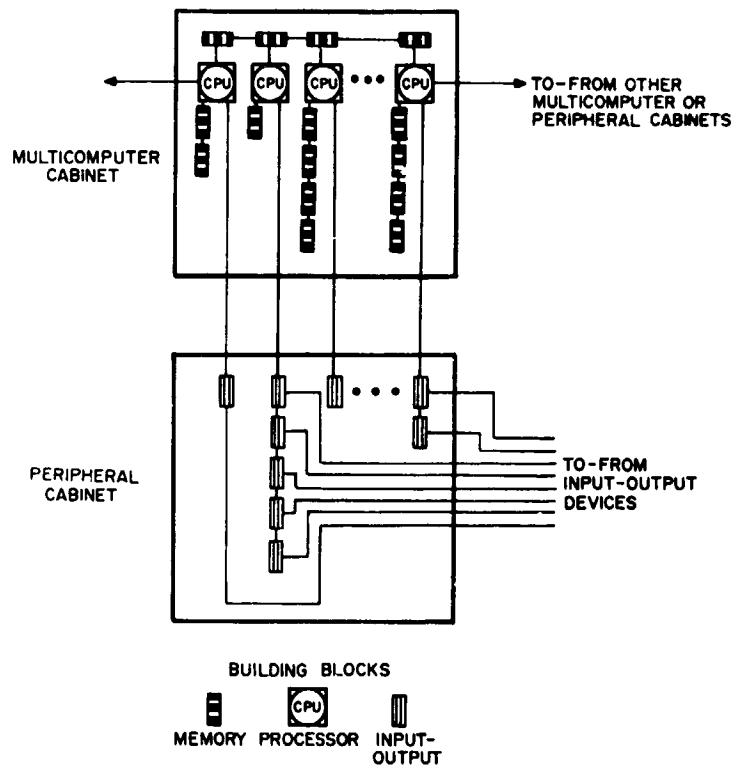 CPU CPU CPU CPU
TO-FROM OTHER
MULTICOMPUTER OR
PERIPHERAL CABINETS
MULTICOMPUTER
CABINET
PERIPHERAL
CABINET
TO-FROM
INPUT-OUTPUT
DEVICES
BUILDING BLOCKS
CPU
MEMORY PROCESSOR INPUT-
OUTPUT